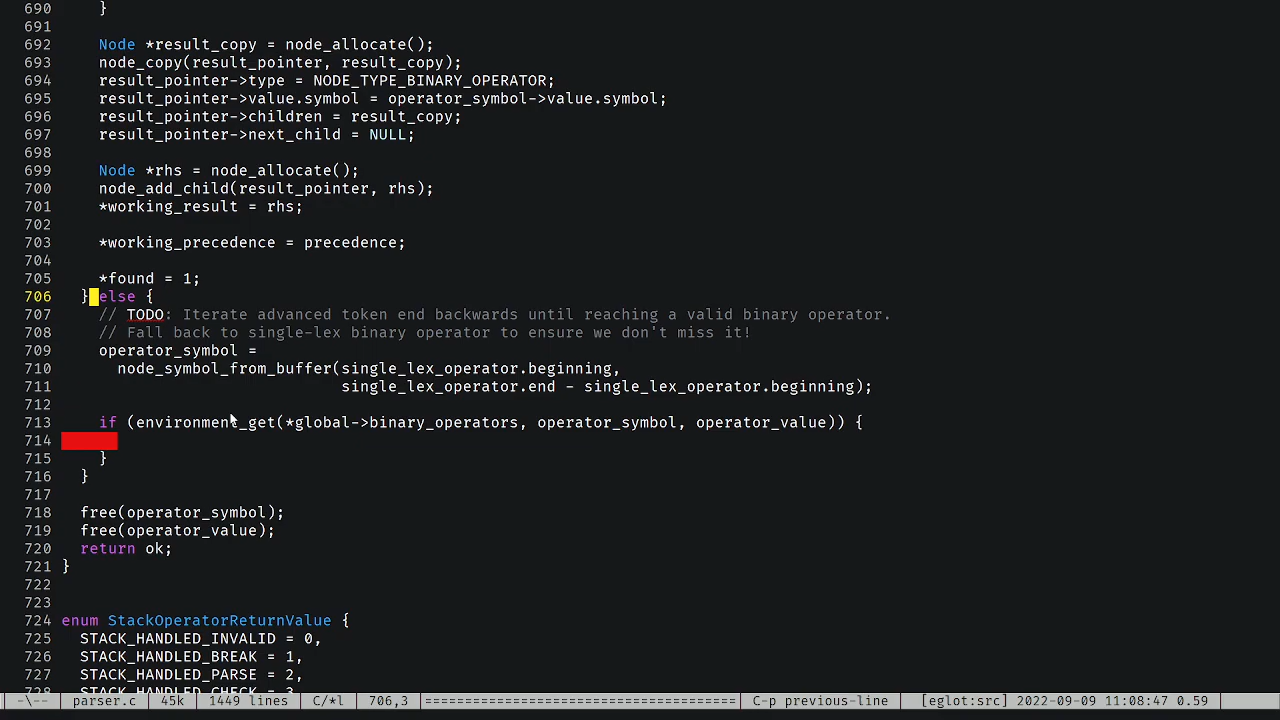 690     }
691
692     Node *result_copy = node_allocate();
693     node_copy(result_pointer, result_copy);
694     result_pointer->type = NODE_TYPE_BINARY_OPERATOR;
695     result_pointer->value.symbol = operator_symbol->value.symbol;
696     result_pointer->children = result_copy;
697     result_pointer->next_child = NULL;
698
699     Node *rhs = node_allocate();
700     node_add_child(result_pointer, rhs);
701     *working_result = rhs;
702
703     *working_precedence = precedence;
704
705     *found = 1;
706   } else {
707     // TODO: Iterate advanced token end backwards until reaching a valid binary operator.
708     // Fall back to single-lex binary operator to ensure we don't miss it!
709     operator_symbol =
710       node_symbol_from_buffer(single_lex_operator.beginning,
711                               single_lex_operator.end - single_lex_operator.beginning);
712
713     if (environment_get(*global->binary_operators, operator_symbol, operator_value)) {
714
715     }
716   }
717
718   free(operator_symbol);
719   free(operator_value);
720   return ok;
721 }
722
723
724 enum StackOperatorReturnValue {
725   STACK_HANDLED_INVALID = 0,
726   STACK_HANDLED_BREAK = 1,
727   STACK_HANDLED_PARSE = 2,
728   STACK_HANDLED_CHECK = 3
-\-- parser.c 45k 1449 lines C/*l 706,3 ================================== C-p previous-line [eglot:src] 2022-09-09 11:08:47 0.59